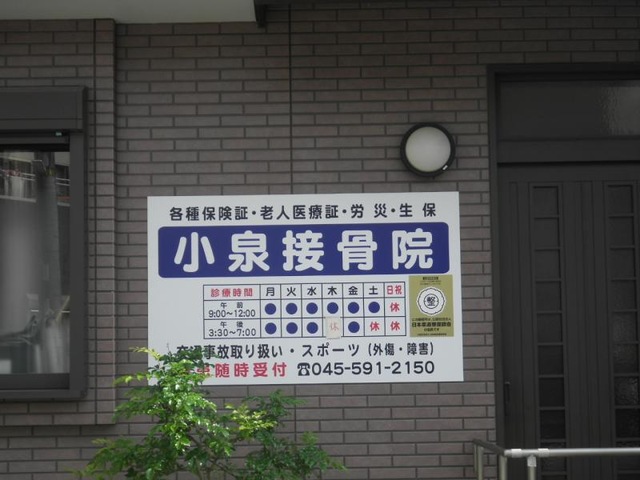 各種保険証・老人医療証・労災・生保
小泉接骨院
診療時間 月 火 水 木 金 土 日祝
午前 9:00~12:00 ● ● ● ● ● ● 休
午後 3:30~7:00 ● ● ● 休 ● 休 休
事故取り扱い・スポーツ(外傷・障害)
随時受付 ☎045-591-2150